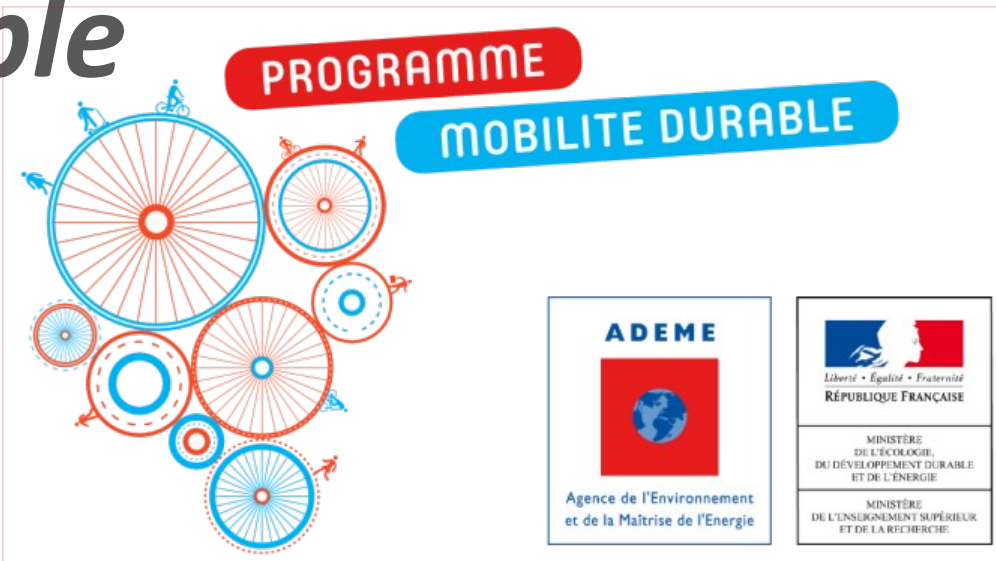 ple
PROGRAMME
MOBILITE DURABLE
ADEME
Agence de l'Environnement
et de la Maîtrise de l'Energie
Liberté • Égalité • Fraternité
RÉPUBLIQUE FRANÇAISE
MINISTÈRE
DE L'ÉCOLOGIE,
DU DÉVELOPPEMENT DURABLE
ET DE L'ÉNERGIE
MINISTÈRE
DE L'ENSEIGNEMENT SUPÉRIEUR
ET DE LA RECHERCHE